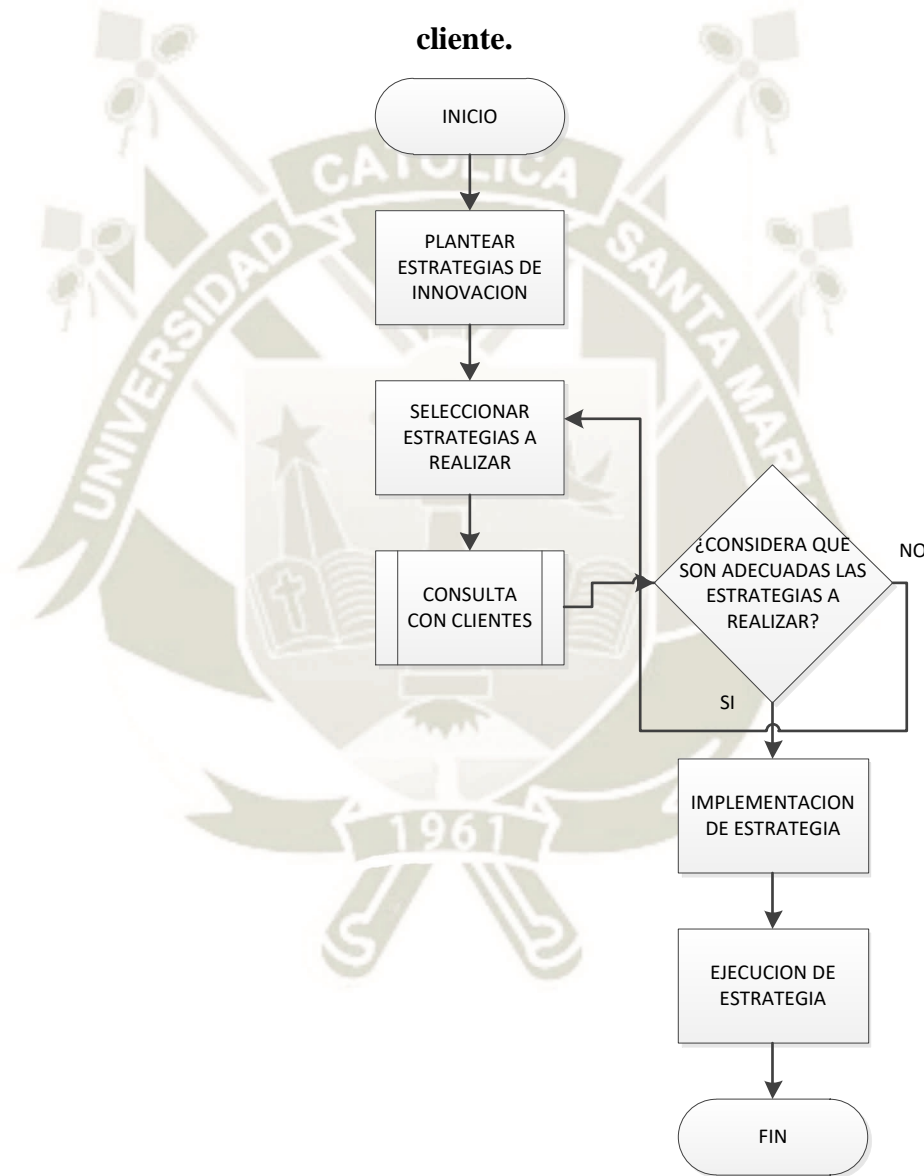 cliente.
INICIO
PLANTEAR
ESTRATEGIAS DE
INNOVACION
SELECCIONAR
ESTRATEGIAS A
REALIZAR
CONSULTA
CON CLIENTES
¿CONSIDERA QUE
SON ADECUADAS LAS
ESTRATEGIAS A
REALIZAR?
NO
SI
IMPLEMENTACION
DE ESTRATEGIA
EJECUCION DE
ESTRATEGIA
FIN
UNIVERSIDAD
CATOLICA
SANTA
1961